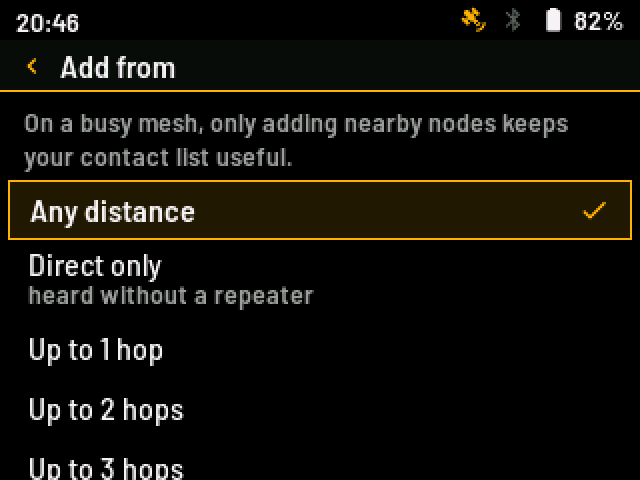 20:46
82%
Add from
On a busy mesh, only adding nearby nodes keeps
your contact list useful.
Any distance
Direct only
heard without a repeater
Up to 1 hop
Up to 2 hops
Up to 3 hops